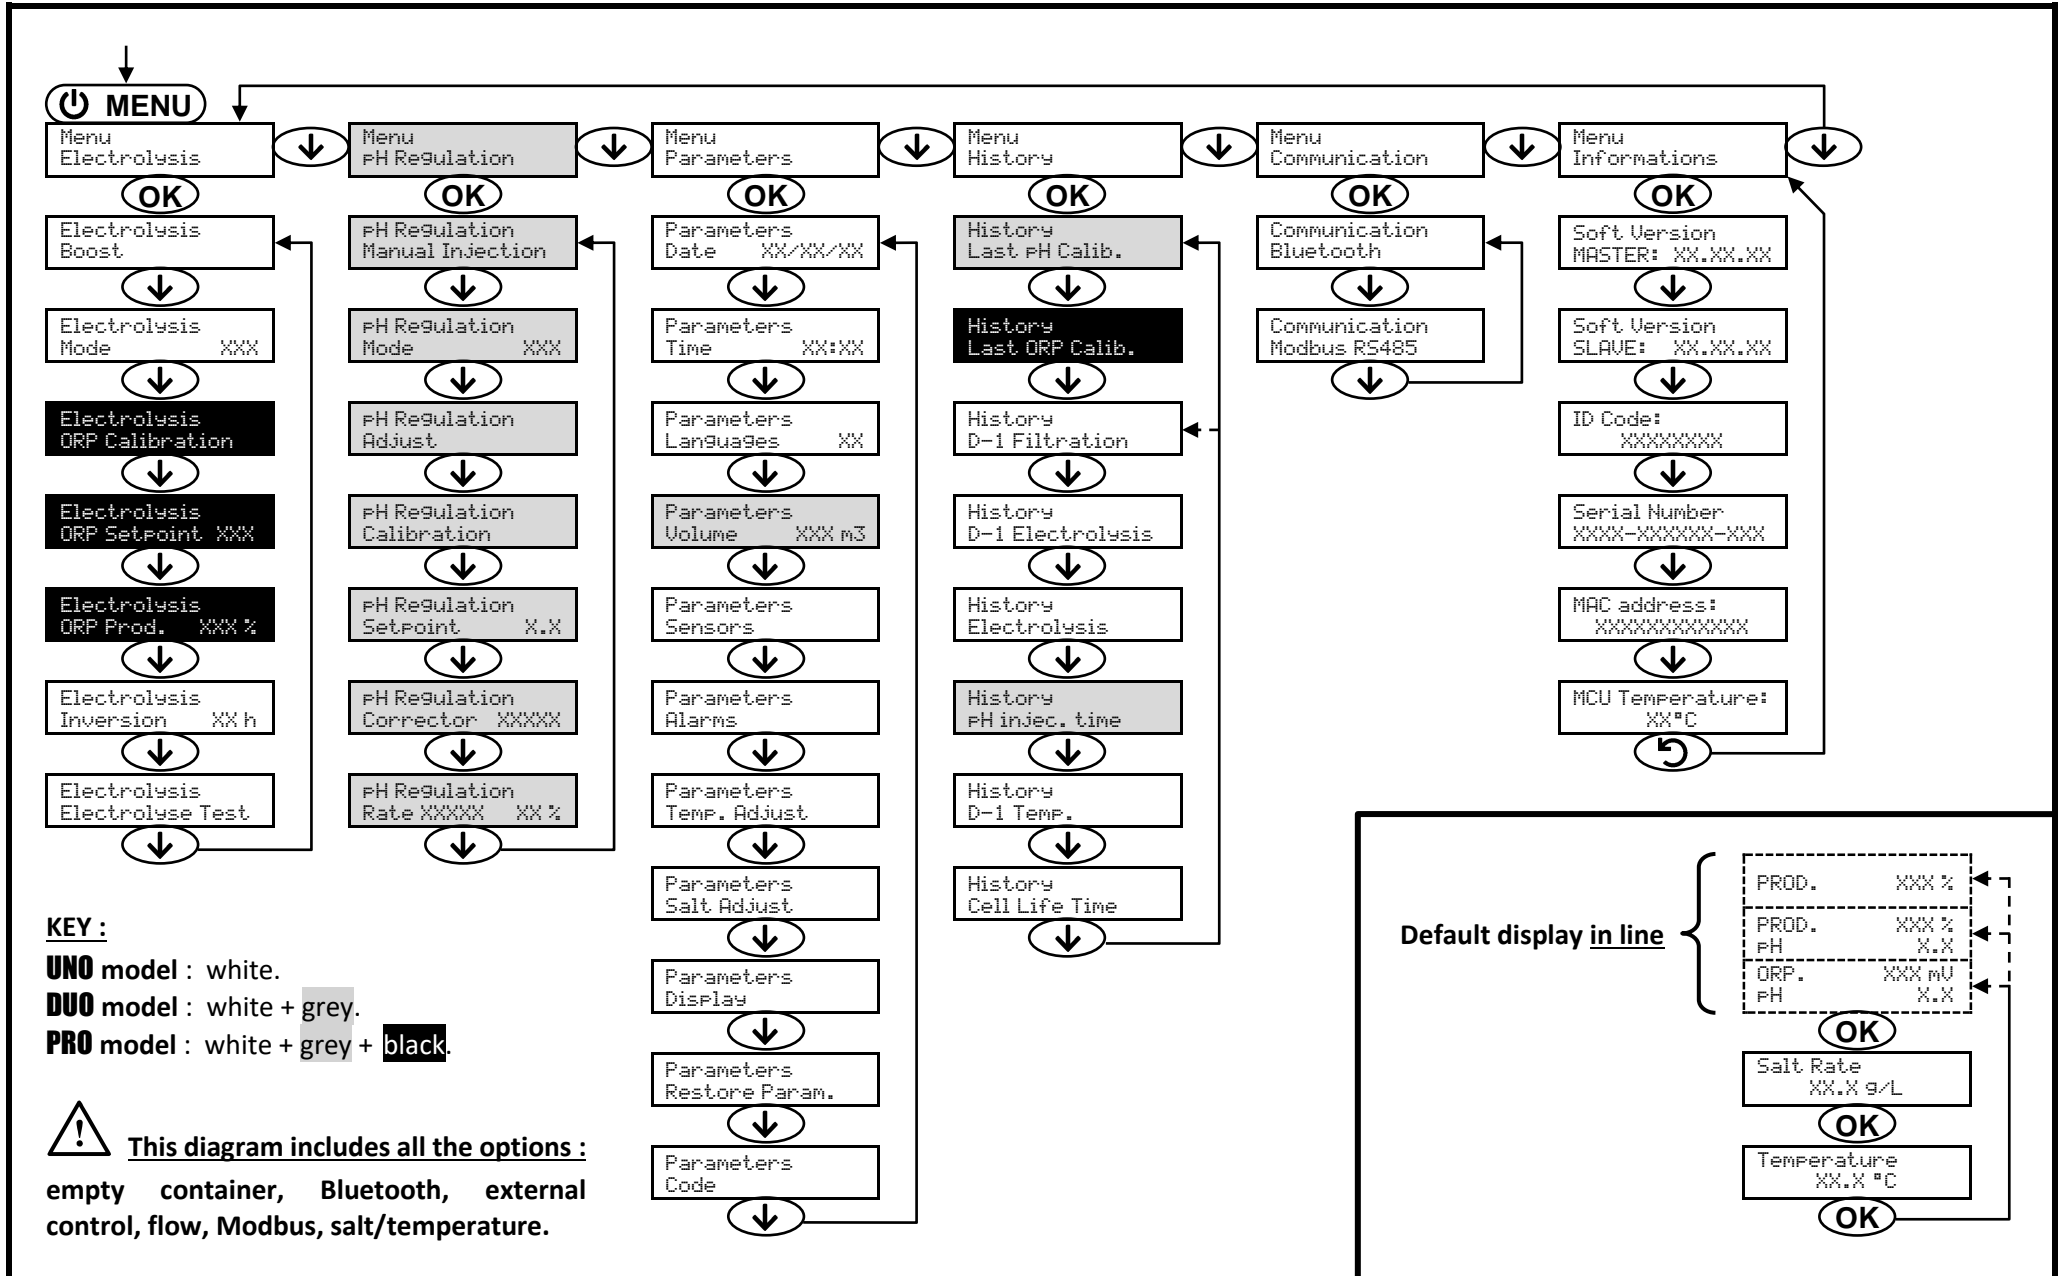 MENU
Menu
Electrolysis
OK
Electrolysis
Boost
Electrolysis
Mode XXX
Electrolysis
ORP Calibration
Electrolysis
ORP Setpoint XXX
Electrolysis
ORP Prod. XXX %
Electrolysis
Inversion XX h
Electrolysis
Electrolyse Test
Menu
pH Regulation
OK
pH Regulation
Manual Injection
pH Regulation
Mode XXX
pH Regulation
Adjust
pH Regulation
Calibration
pH Regulation
Setpoint X.X
pH Regulation
Corrector XXXXX
pH Regulation
Rate XXXXX XX %
Menu
Parameters
OK
Parameters
Date XX/XX/XX
Parameters
Time XX:XX
Parameters
Languages XX
Parameters
Volume XXX m3
Parameters
Sensors
Parameters
Alarms
Parameters
Temp. Adjust
Parameters
Salt Adjust
Parameters
Display
Parameters
Restore Param.
Parameters
Code
Menu
History
OK
History
Last pH Calib.
History
Last ORP Calib.
History
D-1 Filtration
History
D-1 Electrolysis
History
Electrolysis
History
pH injec. time
History
D-1 Temp.
History
Cell Life Time
Menu
Communication
OK
Communication
Bluetooth
Communication
Modbus RS485
Menu
Informations
OK
Soft Version
MASTER: XX.XX.XX
Soft Version
SLAVE: XX.XX.XX
ID Code:
XXXXXXXX
Serial Number
XXXX-XXXXXX-XXX
MAC address:
XXXXXXXXXXXX
MCU Temperature:
XX°C
KEY :
UNO model : white.
DUO model : white + grey.
PRO model : white + grey + black.
This diagram includes all the options :
empty container, Bluetooth, external
control, flow, Modbus, salt/temperature.
Default display in line
PROD. XXX %
PROD. XXX %
pH X.X
ORP. XXX mV
pH X.X
OK
Salt Rate
XX.X g/L
OK
Temperature
XX.X °C
OK